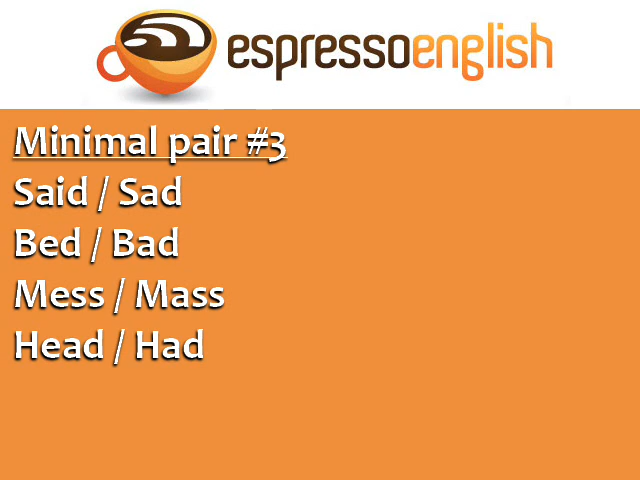 espressoenglish
Minimal pair #3
Said / Sad
Bed / Bad
Mess / Mass
Head / Had